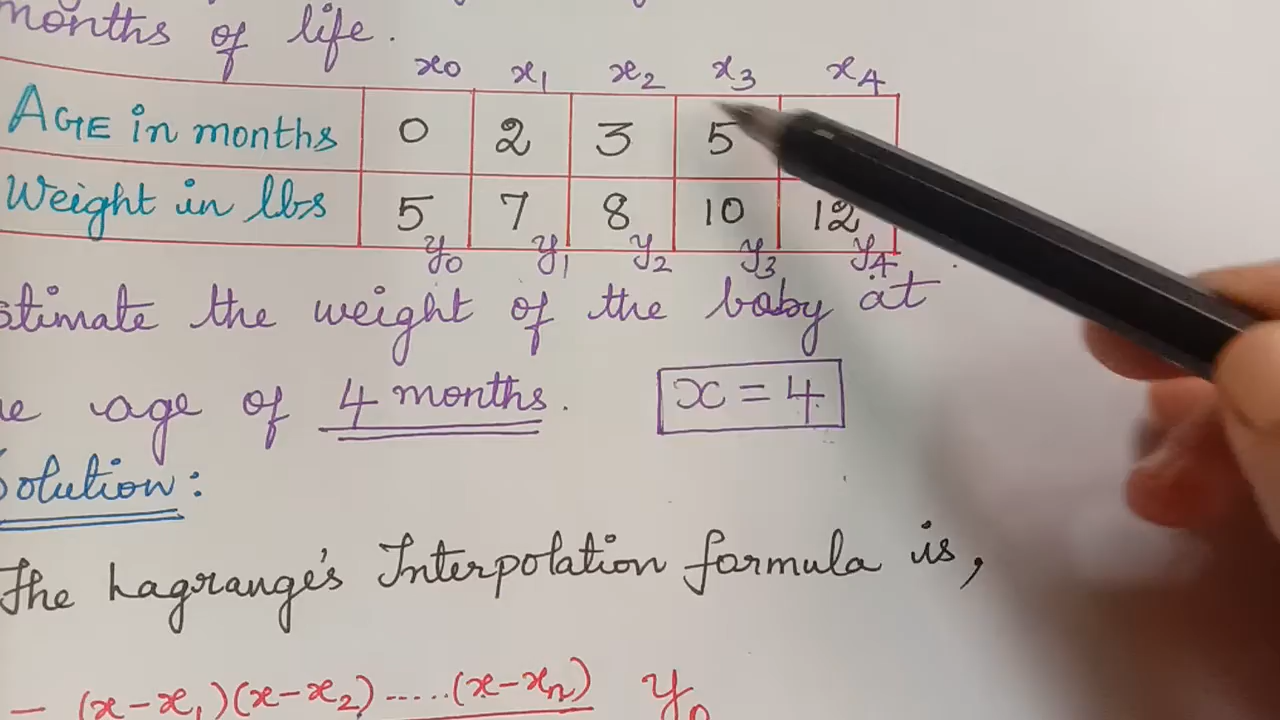 months of life.
x0 x1 x2 x3 x4
AGE in months 0 2 3 5
Weight in lbs 5 7 8 10 12
y0 y1 y2 y3 y4
stimate the weight of the baby at
age of 4 months. x = 4
Solution:
The Lagrange's Interpolation formula is,
(x-x1)(x-x2).....(x-xn) y0